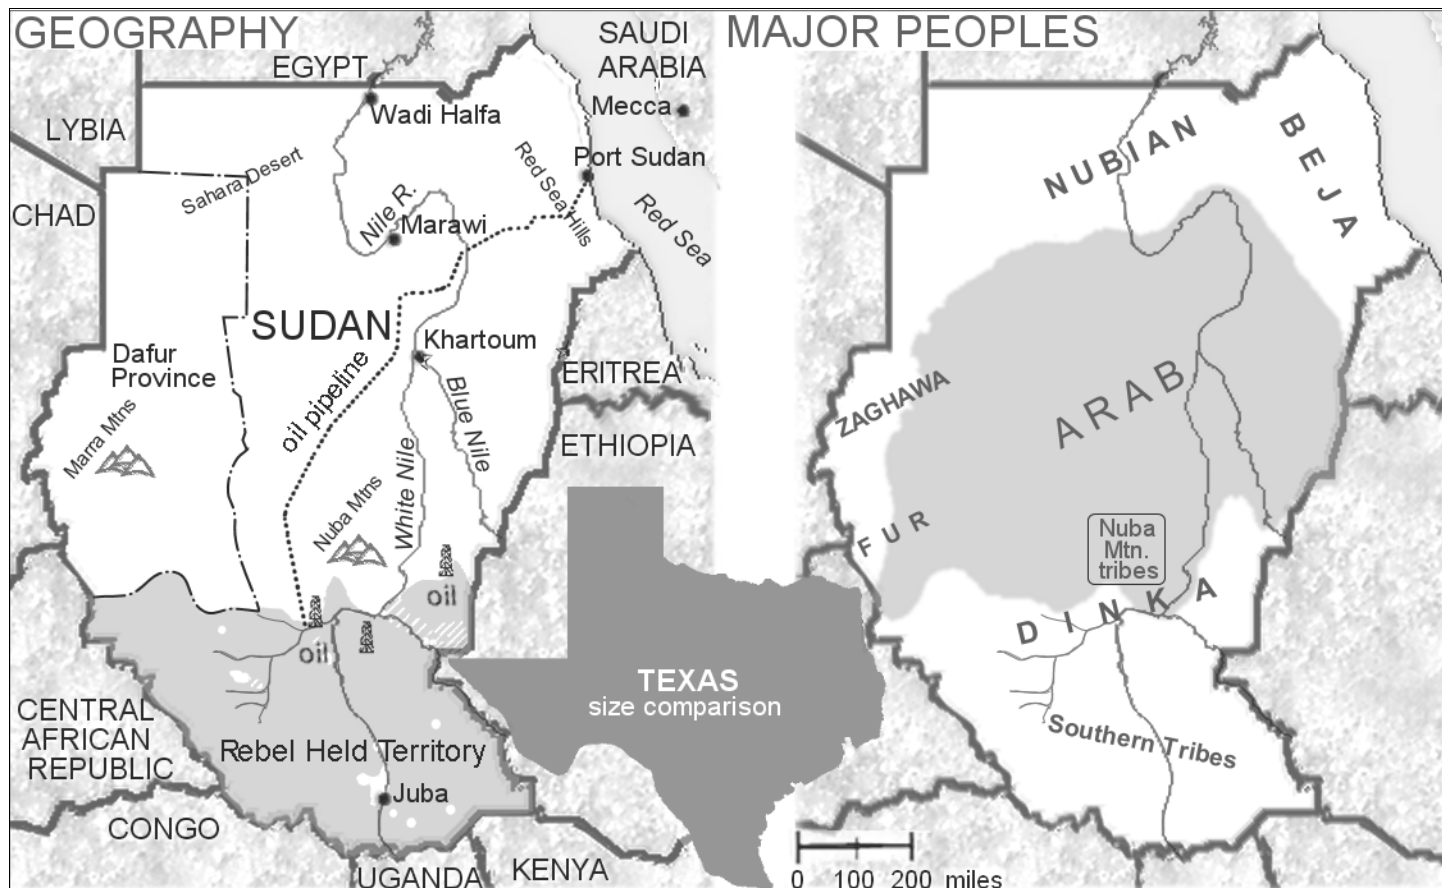 GEOGRAPHY
EGYPT
SAUDI
ARABIA
Mecca
Wadi Halfa
LYBIA
Port Sudan
Sahara Desert
Red Sea Hills
CHAD
Nile R.
Marawi
Red Sea
SUDAN
Khartoum
Dafur
Province
oil pipeline
ERITREA
Blue Nile
Marra Mtns
ETHIOPIA
White Nile
Nuba Mtns
oil
oil
TEXAS
size comparison
CENTRAL
AFRICAN
REPUBLIC
Rebel Held Territory
Juba
CONGO
UGANDA
KENYA
MAJOR PEOPLES
NUBIAN
BEJA
ZAGHAWA
ARAB
FUR
Nuba
Mtn.
tribes
DINKA
Southern Tribes
0 100 200 miles